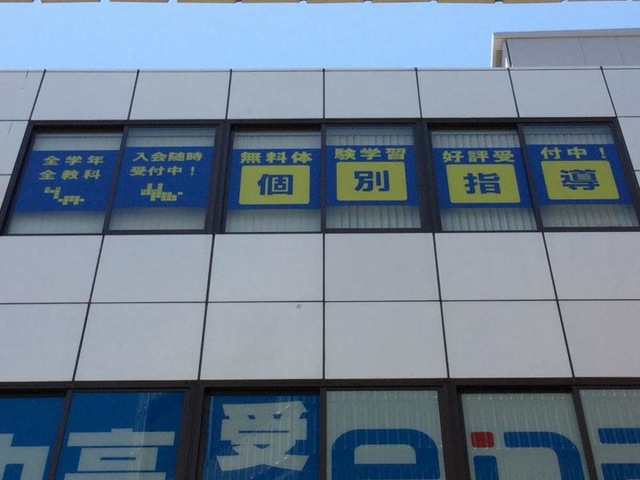 全学年
全教科
入会随時
受付中！
無料体験学習好評受付中！
個別指導
受